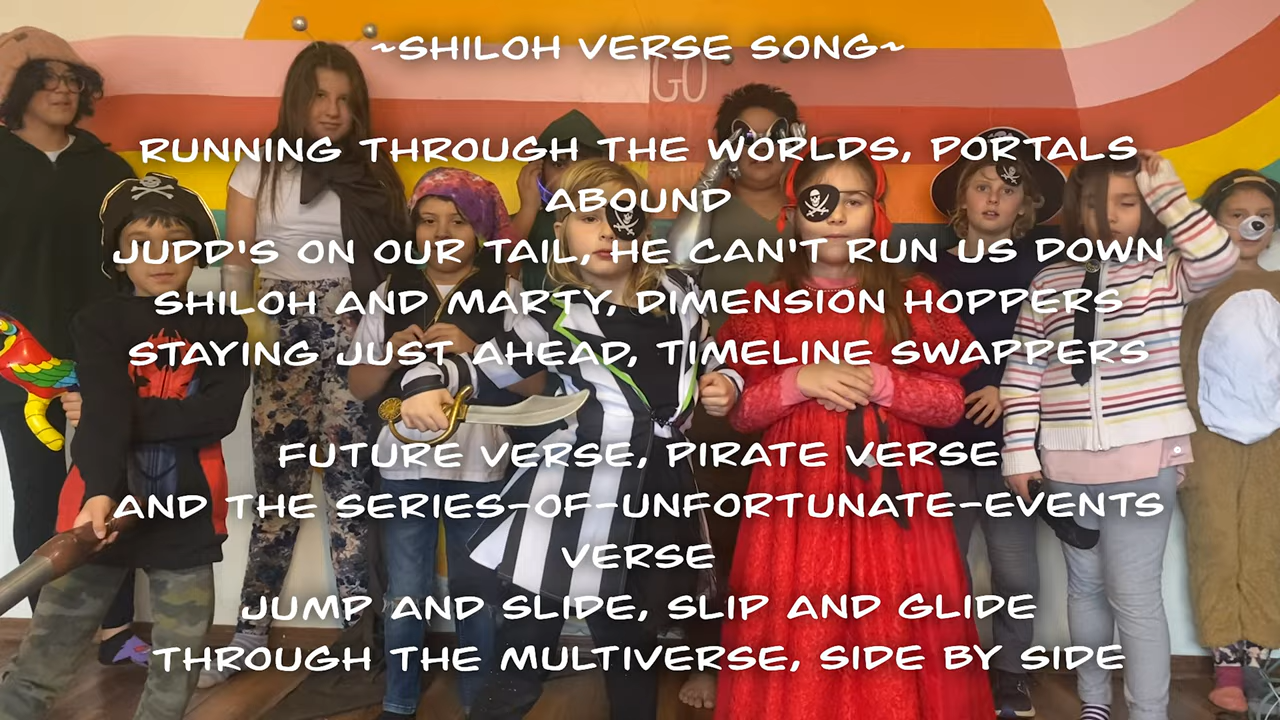 ~SHILOH VERSE SONG~
GO
RUNNING THROUGH THE WORLDS, PORTALS
ABOUND
JUDD'S ON OUR TAIL, HE CAN'T RUN US DOWN
SHILOH AND MARTY, DIMENSION HOPPERS
STAYING JUST AHEAD, TIMELINE SWAPPERS
FUTURE VERSE, PIRATE VERSE
AND THE SERIES-OF-UNFORTUNATE-EVENTS
VERSE
JUMP AND SLIDE, SLIP AND GLIDE
THROUGH THE MULTIVERSE, SIDE BY SIDE